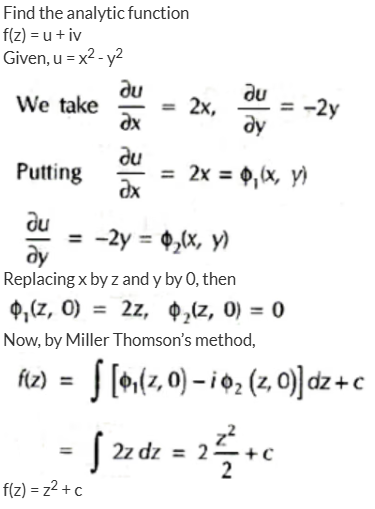 Find the analytic function
f(z) = u + iv
Given, u = x² - y²
We take ∂u/∂x = 2x, ∂u/∂y = -2y
Putting ∂u/∂x = 2x = ϕ₁(x, y)
∂u/∂y = -2y = ϕ₂(x, y)
Replacing x by z and y by 0, then
ϕ₁(z, 0) = 2z, ϕ₂(z, 0) = 0
Now, by Miller Thomson's method,
f(z) = ∫ [ϕ₁(z, 0) – i ϕ₂ (z, 0)] dz + c
= ∫ 2z dz = 2 z²/2 + c
f(z) = z² + c